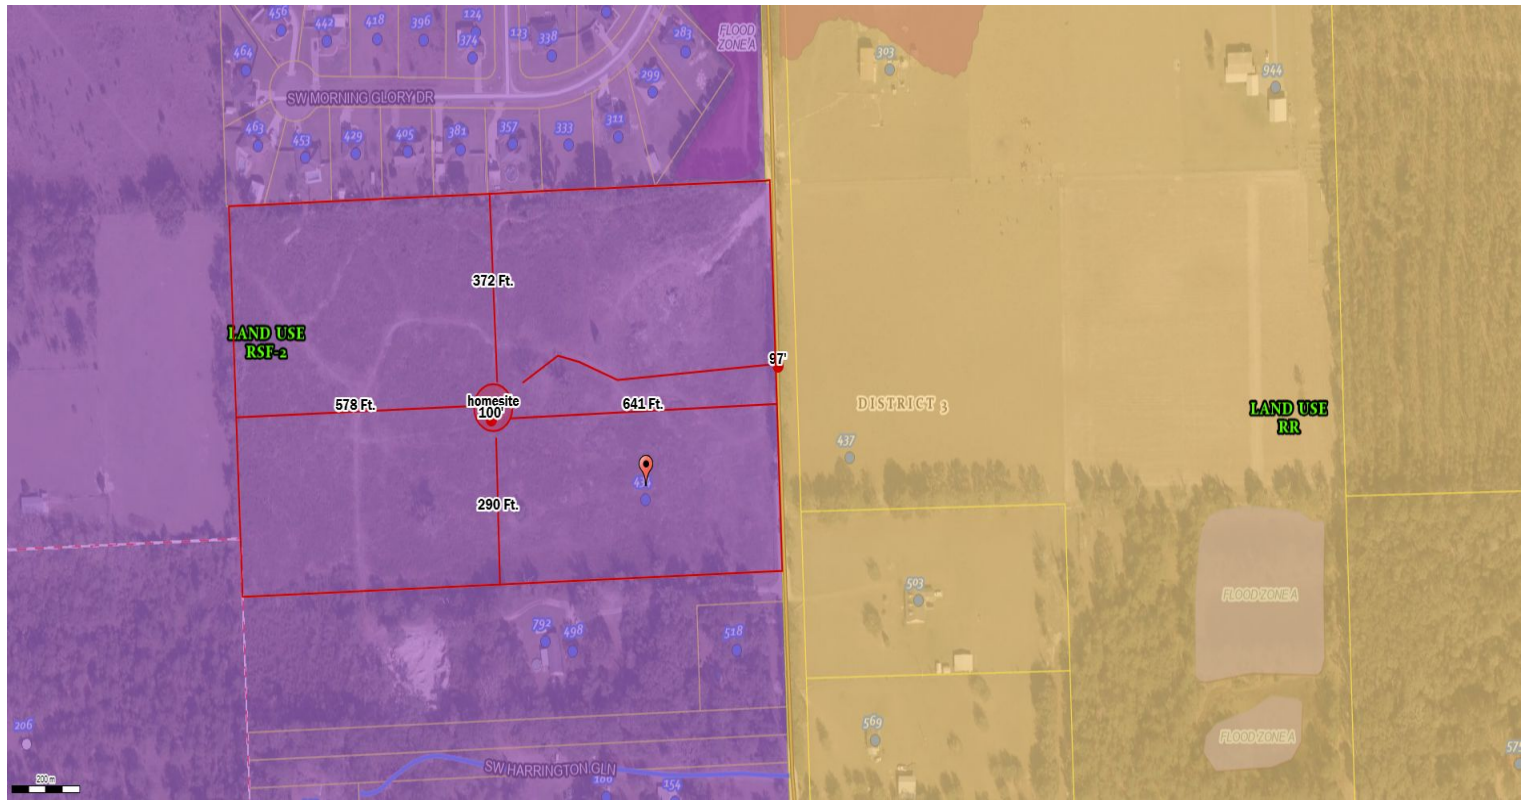 456
442
418
396
124
374
123
338
283
FLOOD
ZONE A
464
299
303
944
SW MORNING GLORY DR
463
453
429
405
381
357
333
311
372 Ft.
LAND USE
RSF-2
97'
578 Ft.
homesite
100'
641 Ft.
DISTRICT 3
LAND USE
RR
437
290 Ft.
503
FLOOD ZONE A
792
498
518
206
569
FLOOD ZONE A
SW HARRINGTON GLN
154
200 m